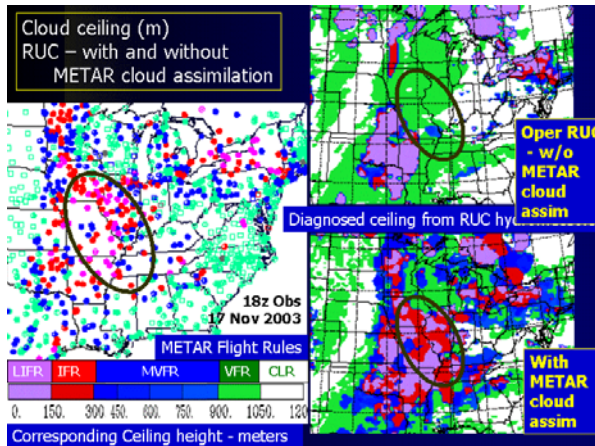 Cloud ceiling (m)
RUC – with and without
METAR cloud assimilation
Oper RUC
- w/o
METAR
cloud
assim
Diagnosed ceiling from RUC hyd
18z Obs
17 Nov 2003
METAR Flight Rules
LIFR IFR MVFR VFR CLR
0. 150. 300 450. 600. 750. 900. 1050. 120
Corresponding Ceiling height - meters
With
METAR
cloud
assim